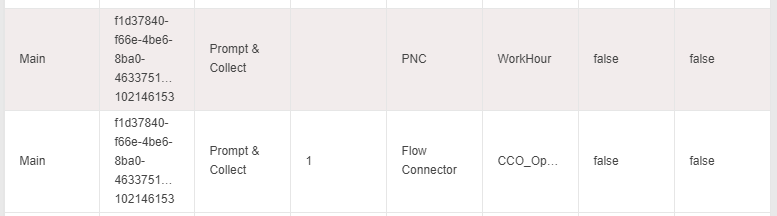 Main
f1d37840-
f66e-4be6-
8ba0-
4633751...
102146153
Prompt &
Collect
PNC
WorkHour
false
false
Main
f1d37840-
f66e-4be6-
8ba0-
4633751...
102146153
Prompt &
Collect
1
Flow
Connector
CCO_Op...
false
false